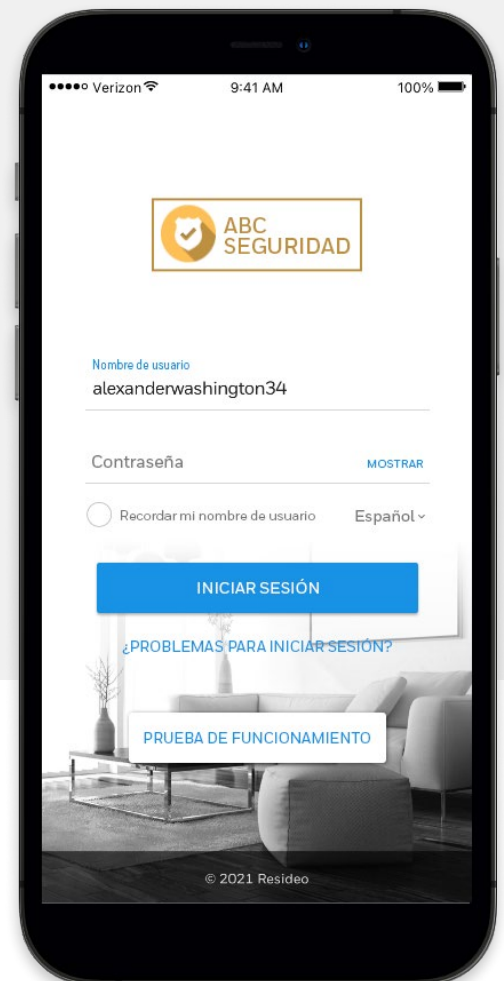 Verizon 9:41 AM 100%
ABC
SEGURIDAD
Nombre de usuario
alexanderwashington34
Contraseña MOSTRAR
Recordar mi nombre de usuario Español
INICIAR SESIÓN
¿PROBLEMAS PARA INICIAR SESIÓN?
PRUEBA DE FUNCIONAMIENTO
© 2021 Resideo